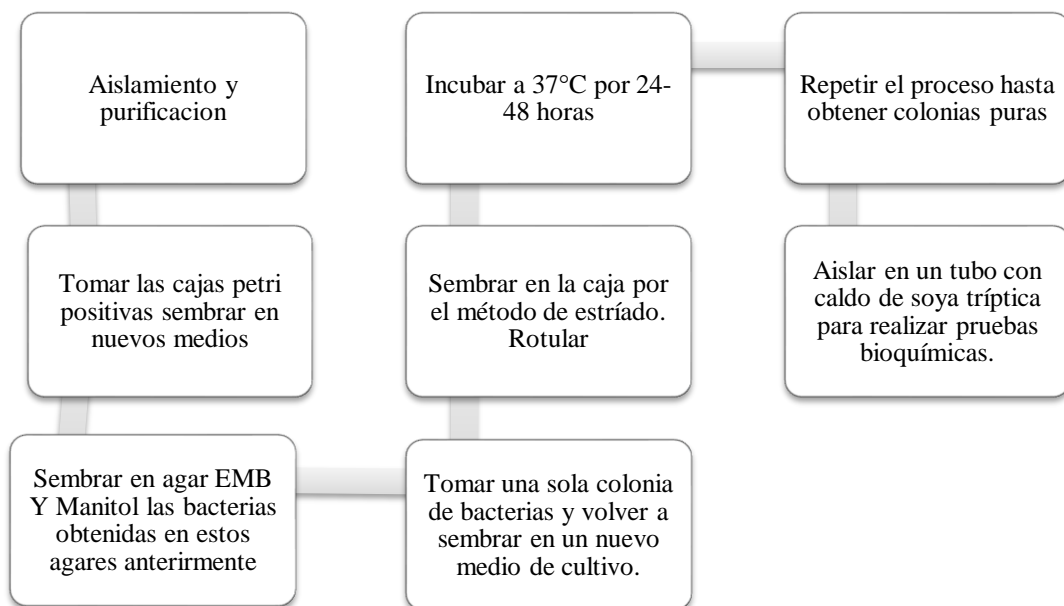 Aislamiento y
purificacion
Tomar las cajas petri
positivas sembrar en
nuevos medios
Sembrar en agar EMB
Y Manitol las bacterias
obtenidas en estos
agares anterirmente
Tomar una sola colonia
de bacterias y volver a
sembrar en un nuevo
medio de cultivo.
Sembrar en la caja por
el método de estríado.
Rotular
Incubar a 37°C por 24-
48 horas
Repetir el proceso hasta
obtener colonias puras
Aislar en un tubo con
caldo de soya tríptica
para realizar pruebas
bioquímicas.